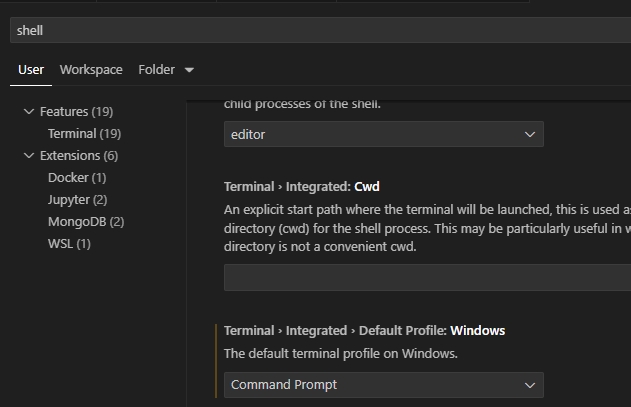 shell
User Workspace Folder
Features (19)
Terminal (19)
Extensions (6)
Docker (1)
Jupyter (2)
MongoDB (2)
WSL (1)
child processes of the shell.
editor
Terminal › Integrated: Cwd
An explicit start path where the terminal will be launched, this is used as
directory (cwd) for the shell process. This may be particularly useful in w
directory is not a convenient cwd.
Terminal › Integrated › Default Profile: Windows
The default terminal profile on Windows.
Command Prompt